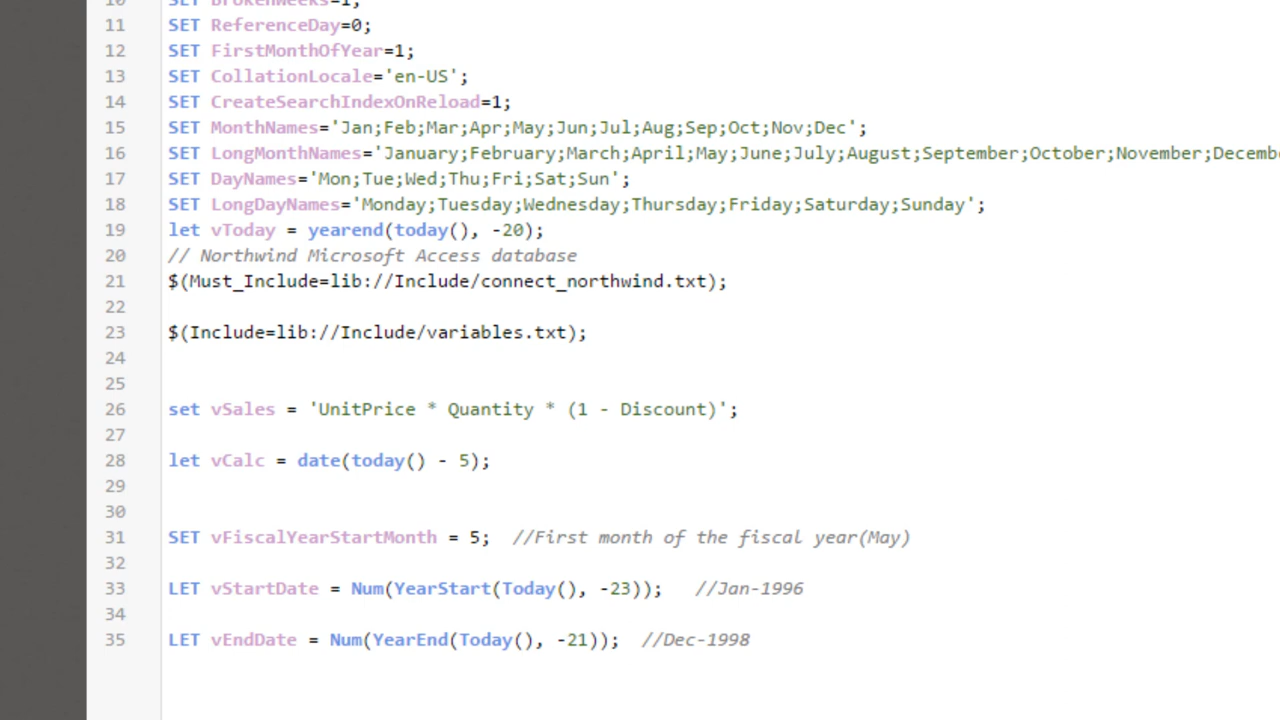 10 SET BrokenWeeks=1;
11 SET ReferenceDay=0;
12 SET FirstMonthOfYear=1;
13 SET CollationLocale='en-US';
14 SET CreateSearchIndexOnReload=1;
15 SET MonthNames='Jan;Feb;Mar;Apr;May;Jun;Jul;Aug;Sep;Oct;Nov;Dec';
16 SET LongMonthNames='January;February;March;April;May;June;July;August;September;October;November;Decemb
17 SET DayNames='Mon;Tue;Wed;Thu;Fri;Sat;Sun';
18 SET LongDayNames='Monday;Tuesday;Wednesday;Thursday;Friday;Saturday;Sunday';
19 let vToday = yearend(today(), -20);
20 // Northwind Microsoft Access database
21 $(Must_Include=lib://Include/connect_northwind.txt);
22
23 $(Include=lib://Include/variables.txt);
24
25
26 set vSales = 'UnitPrice * Quantity * (1 - Discount)';
27
28 let vCalc = date(today() - 5);
29
30
31 SET vFiscalYearStartMonth = 5; //First month of the fiscal year(May)
32
33 LET vStartDate = Num(YearStart(Today(), -23)); //Jan-1996
34
35 LET vEndDate = Num(YearEnd(Today(), -21)); //Dec-1998